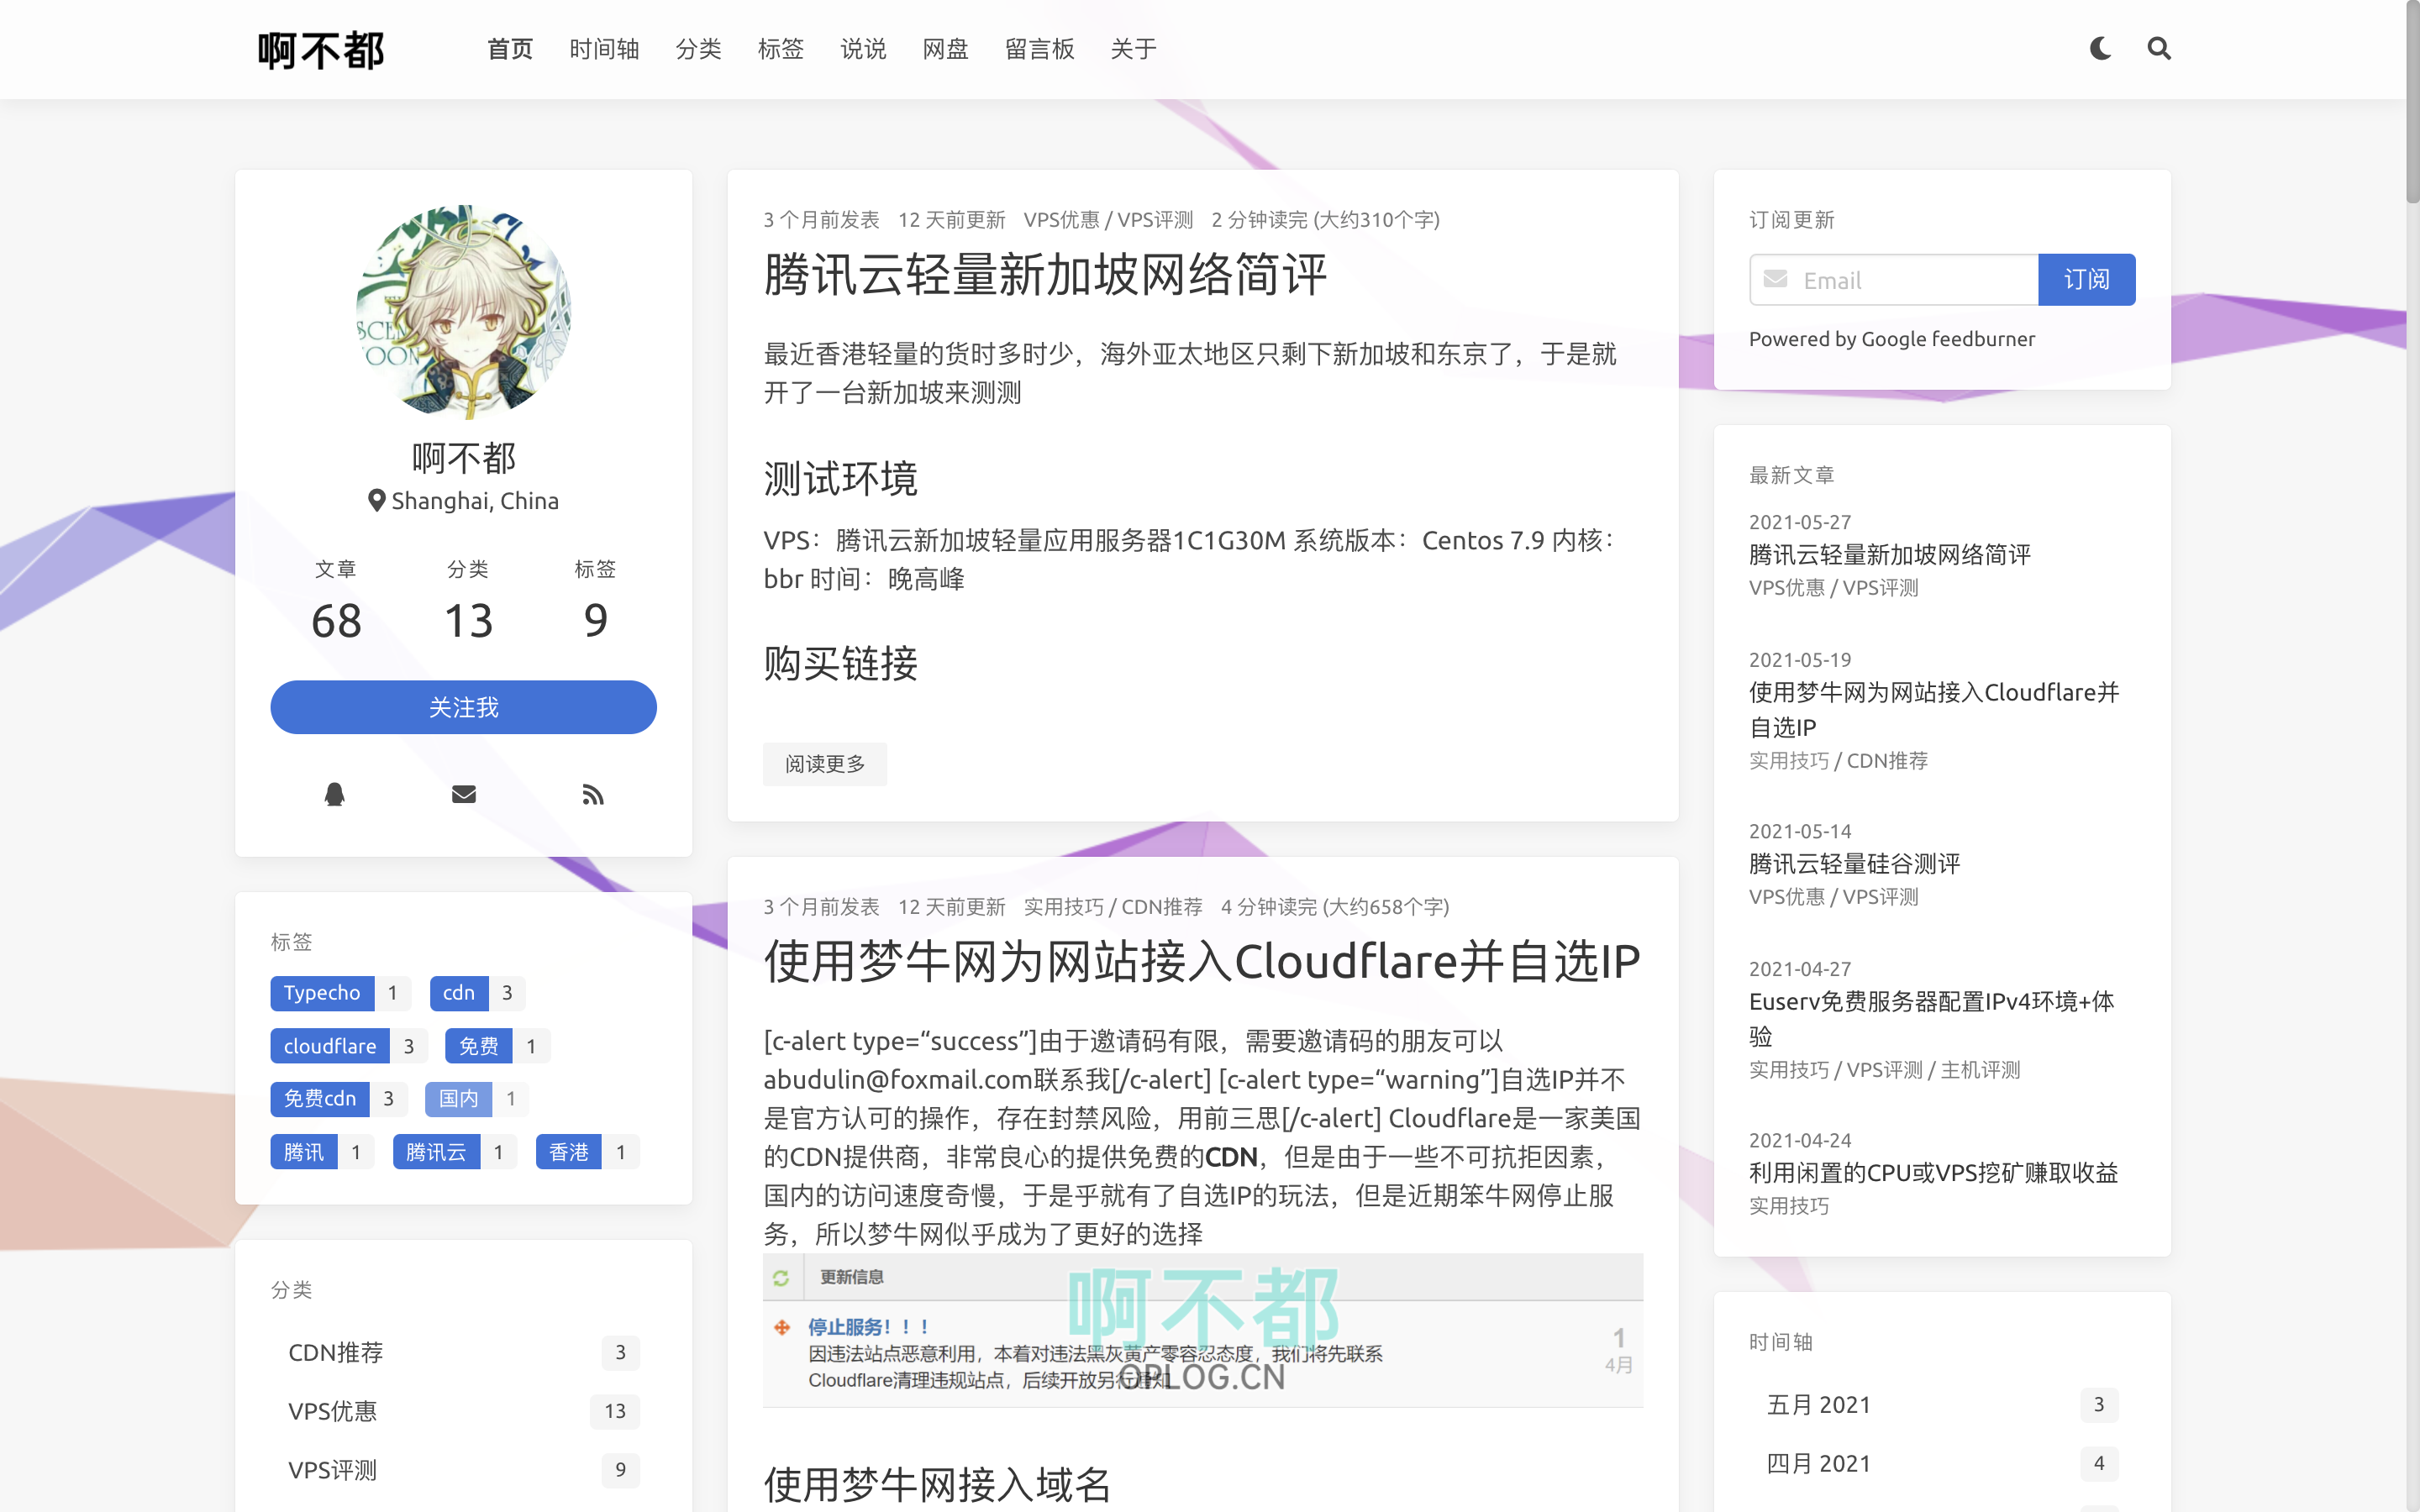 啊不都
首页 时间轴 分类 标签 说说 网盘 留言板 关于
啊不都
Shanghai, China
文章 分类 标签
68 13 9
关注我
标签
Typecho 1 cdn 3
cloudflare 3 免费 1
免费cdn 3 国内 1
腾讯 1 腾讯云 1 香港 1
分类
CDN推荐 3
VPS优惠 13
VPS评测 9
3 个月前发表 12 天前更新 VPS优惠 / VPS评测 2 分钟读完 (大约310个字)
腾讯云轻量新加坡网络简评
最近香港轻量的货时多时少，海外亚太地区只剩下新加坡和东京了，于是就
开了一台新加坡来测测
测试环境
VPS：腾讯云新加坡轻量应用服务器1C1G30M 系统版本：Centos 7.9 内核：
bbr 时间：晚高峰
购买链接
阅读更多
3 个月前发表 12 天前更新 实用技巧 / CDN推荐 4 分钟读完 (大约658个字)
使用梦牛网为网站接入Cloudflare并自选IP
[c-alert type=“success”]由于邀请码有限，需要邀请码的朋友可以
abudulin@foxmail.com联系我[/c-alert] [c-alert type=“warning”]自选IP并不
是官方认可的操作，存在封禁风险，用前三思[/c-alert] Cloudflare是一家美国
的CDN提供商，非常良心的提供免费的CDN，但是由于一些不可抗拒因素，
国内的访问速度奇慢，于是乎就有了自选IP的玩法，但是近期笨牛网停止服
务，所以梦牛网似乎成为了更好的选择
更新信息
啊不都
停止服务！！！
因违法站点恶意利用，本着对违法黑灰黄产零容忍态度，我们将先联系
Cloudflare清理违规站点，后续开放另行通知
OPLOG.CN
1
4月
使用梦牛网接入域名
订阅更新
Email 订阅
Powered by Google feedburner
最新文章
2021-05-27
腾讯云轻量新加坡网络简评
VPS优惠 / VPS评测
2021-05-19
使用梦牛网为网站接入Cloudflare并
自选IP
实用技巧 / CDN推荐
2021-05-14
腾讯云轻量硅谷测评
VPS优惠 / VPS评测
2021-04-27
Euserv免费服务器配置IPv4环境+体
验
实用技巧 / VPS评测 / 主机评测
2021-04-24
利用闲置的CPU或VPS挖矿赚取收益
实用技巧
时间轴
五月 2021 3
四月 2021 4